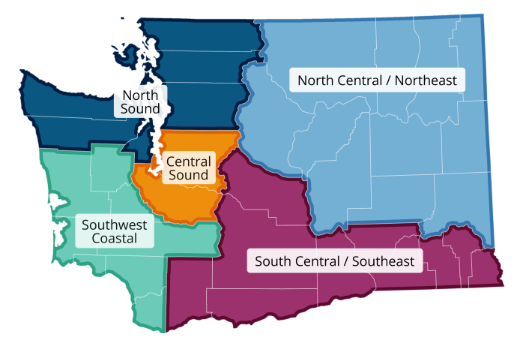 North Central / Northeast
North
Sound
Central
Sound
Southwest
Coastal
South Central / Southeast